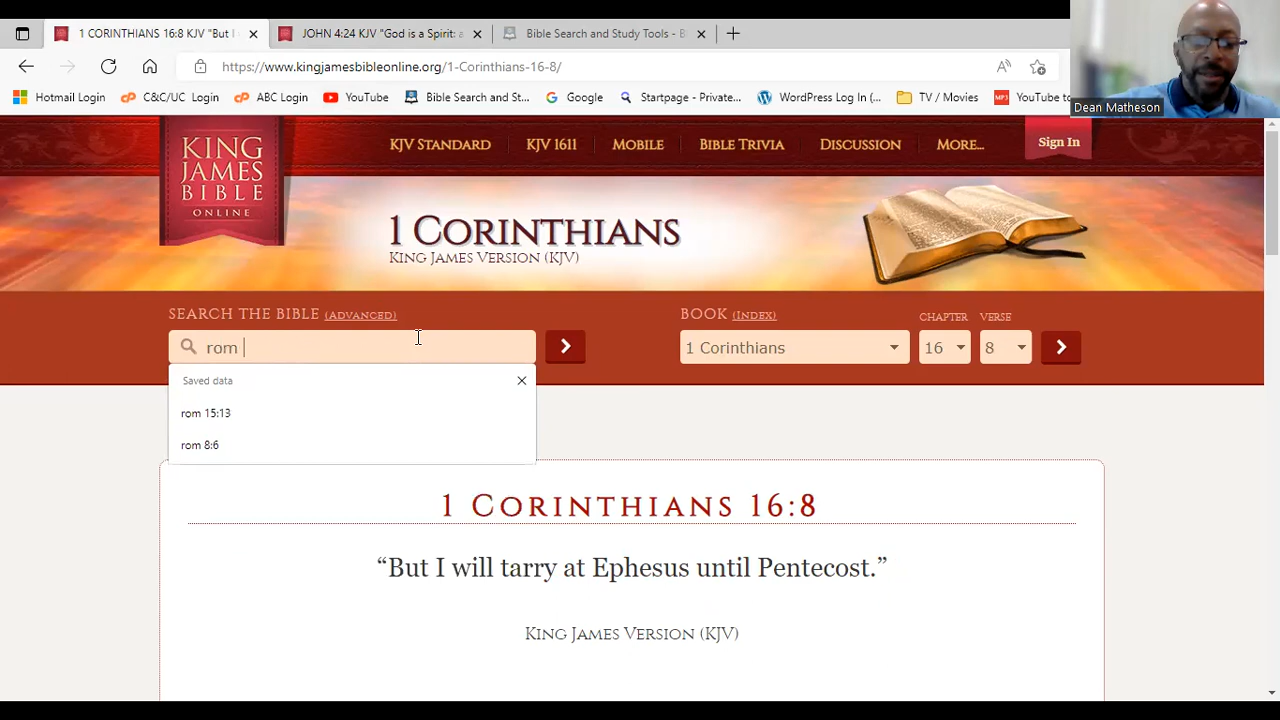 1 CORINTHIANS 16:8 KJV "But I w
JOHN 4:24 KJV "God is a Spirit: a
Bible Search and Study Tools - B
https://www.kingjamesbibleonline.org/1-Corinthians-16-8/
Hotmail Login
C&C/UC Login
ABC Login
YouTube
Bible Search and St...
Google
Startpage - Private...
WordPress Log In (...
TV / Movies
MP3
YouTube to
Dean Matheson
KING
JAMES
BIBLE
ONLINE
KJV STANDARD
KJV 1611
MOBILE
BIBLE TRIVIA
DISCUSSION
MORE...
Sign In
1 CORINTHIANS
KING JAMES VERSION (KJV)
SEARCH THE BIBLE (ADVANCED)
BOOK (INDEX)
CHAPTER
VERSE
rom
1 Corinthians
16
8
Saved data
rom 15:13
rom 8:6
1 CORINTHIANS 16:8
“But I will tarry at Ephesus until Pentecost.”
KING JAMES VERSION (KJV)